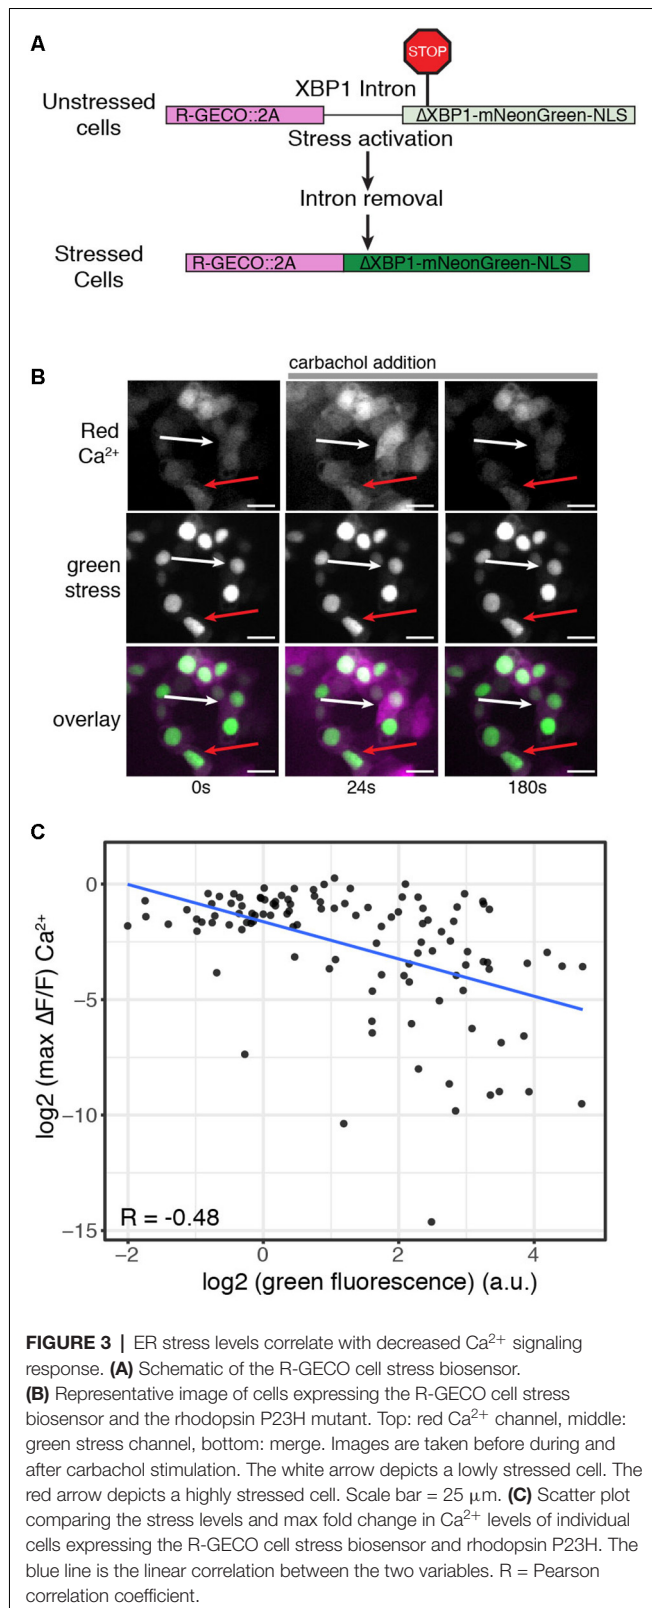 A
STOP
XBP1 Intron
Unstressed
cells
R-GECO::2A
ΔXBP1-mNeonGreen-NLS
Stress activation
Intron removal
Stressed
Cells
R-GECO::2A
ΔXBP1-mNeonGreen-NLS
carbachol addition
B
Red
Ca²⁺
green
stress
overlay
0s
24s
180s
C
log2 (max ΔF/F) Ca²⁺
0
−5
−10
−15
R = -0.48
−2
0
2
4
log2 (green fluorescence) (a.u.)
FIGURE 3 | ER stress levels correlate with decreased Ca²⁺ signaling
response. (A) Schematic of the R-GECO cell stress biosensor.
(B) Representative image of cells expressing the R-GECO cell stress
biosensor and the rhodopsin P23H mutant. Top: red Ca²⁺ channel, middle:
green stress channel, bottom: merge. Images are taken before during and
after carbachol stimulation. The white arrow depicts a lowly stressed cell. The
red arrow depicts a highly stressed cell. Scale bar = 25 μm. (C) Scatter plot
comparing the stress levels and max fold change in Ca²⁺ levels of individual
cells expressing the R-GECO cell stress biosensor and rhodopsin P23H. The
blue line is the linear correlation between the two variables. R = Pearson
correlation coefficient.